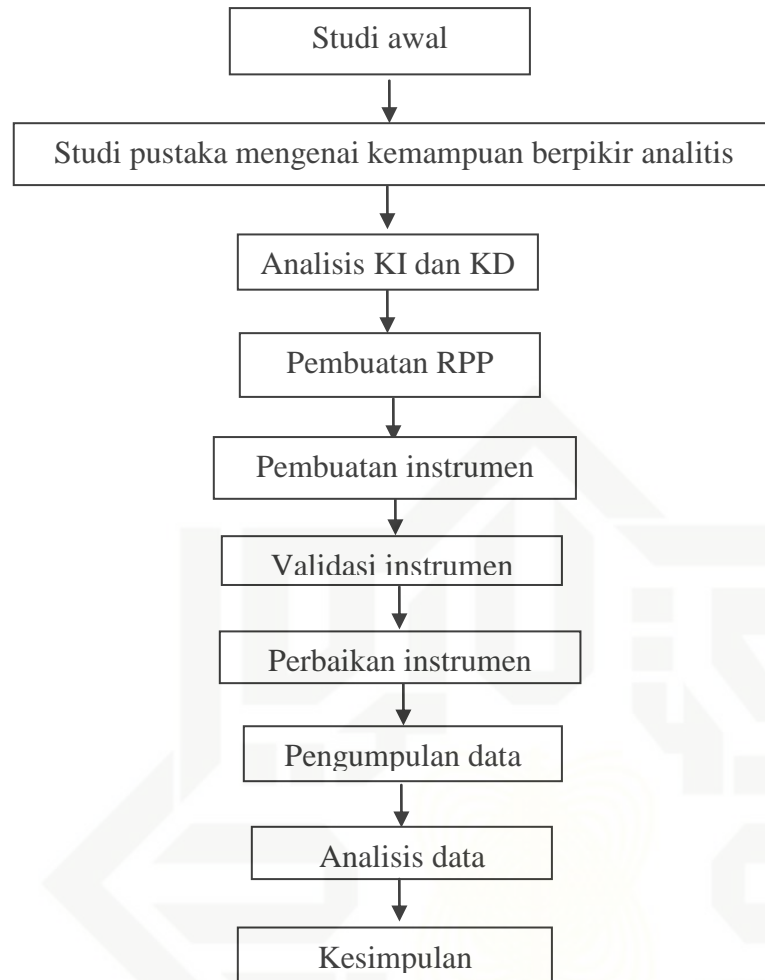 Studi awal
Studi pustaka mengenai kemampuan berpikir analitis
Analisis KI dan KD
Pembuatan RPP
Pembuatan instrumen
Validasi instrumen
Perbaikan instrumen
Pengumpulan data
Analisis data
Kesimpulan